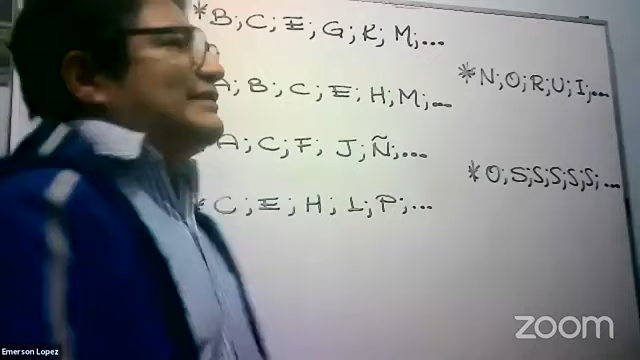 *B;C;E;G;K;M;...
A;B;C;E;H;M;...
A;C;F;J;Ñ;...
*C;E;H;L;P;...
*N;O;R;U;I;...
*O;S;S;S;S;S;...
zoom
Emerson Lopez